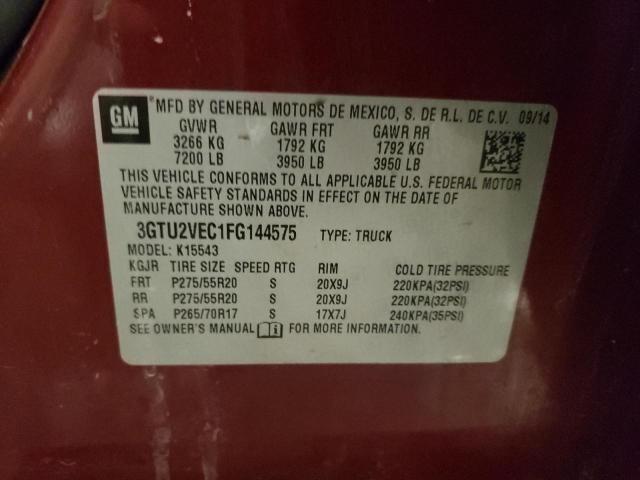 GM
MFD BY GENERAL MOTORS DE MEXICO, S. DE R.L. DE C.V. 09/14
GVWR GAWR FRT GAWR RR
3266 KG 1792 KG 1792 KG
7200 LB 3950 LB 3950 LB
THIS VEHICLE CONFORMS TO ALL APPLICABLE U.S. FEDERAL MOTOR
VEHICLE SAFETY STANDARDS IN EFFECT ON THE DATE OF
MANUFACTURE SHOWN ABOVE.
3GTU2VEC1FG144575 TYPE: TRUCK
MODEL: K15543
KGJR TIRE SIZE SPEED RTG RIM COLD TIRE PRESSURE
FRT P275/55R20 S 20X9J 220KPA(32PSI)
RR P275/55R20 S 20X9J 220KPA(32PSI)
SPA P265/70R17 S 17X7J 240KPA(35PSI)
SEE OWNER'S MANUAL FOR MORE INFORMATION.